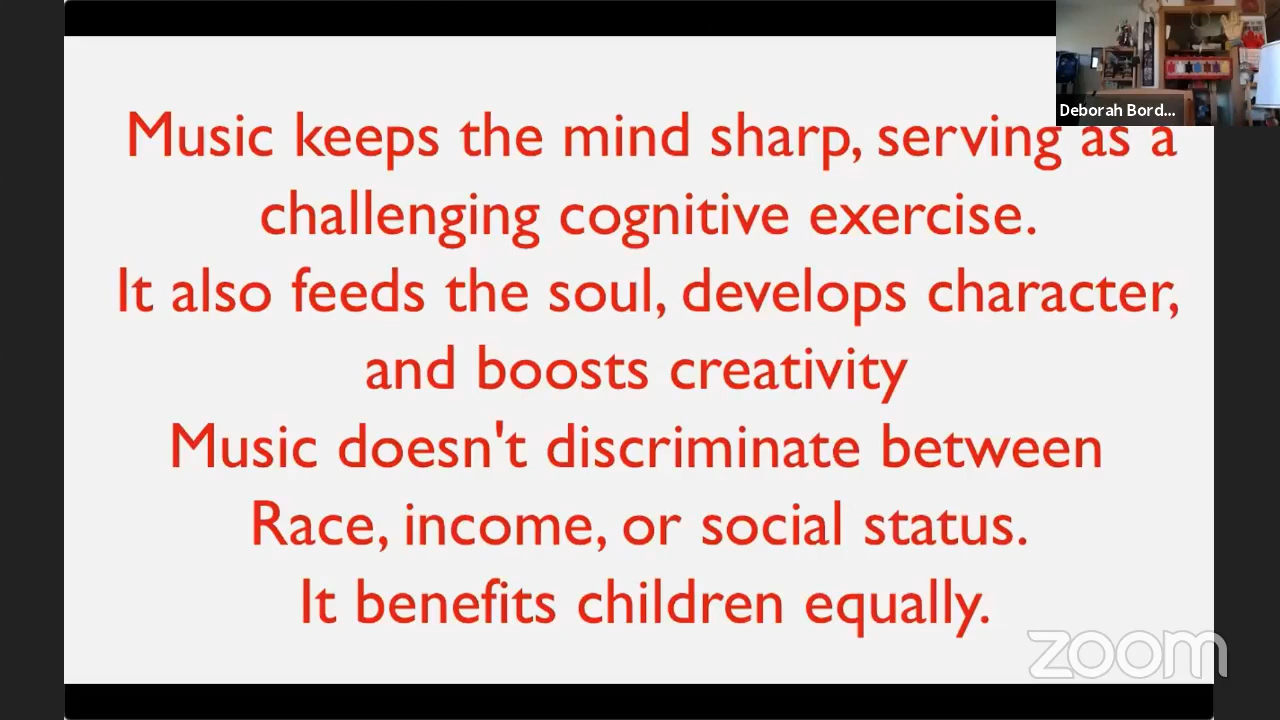 Deborah Bord...
Music keeps the mind sharp, serving as a
challenging cognitive exercise.
It also feeds the soul, develops character,
and boosts creativity
Music doesn't discriminate between
Race, income, or social status.
It benefits children equally.
zoom